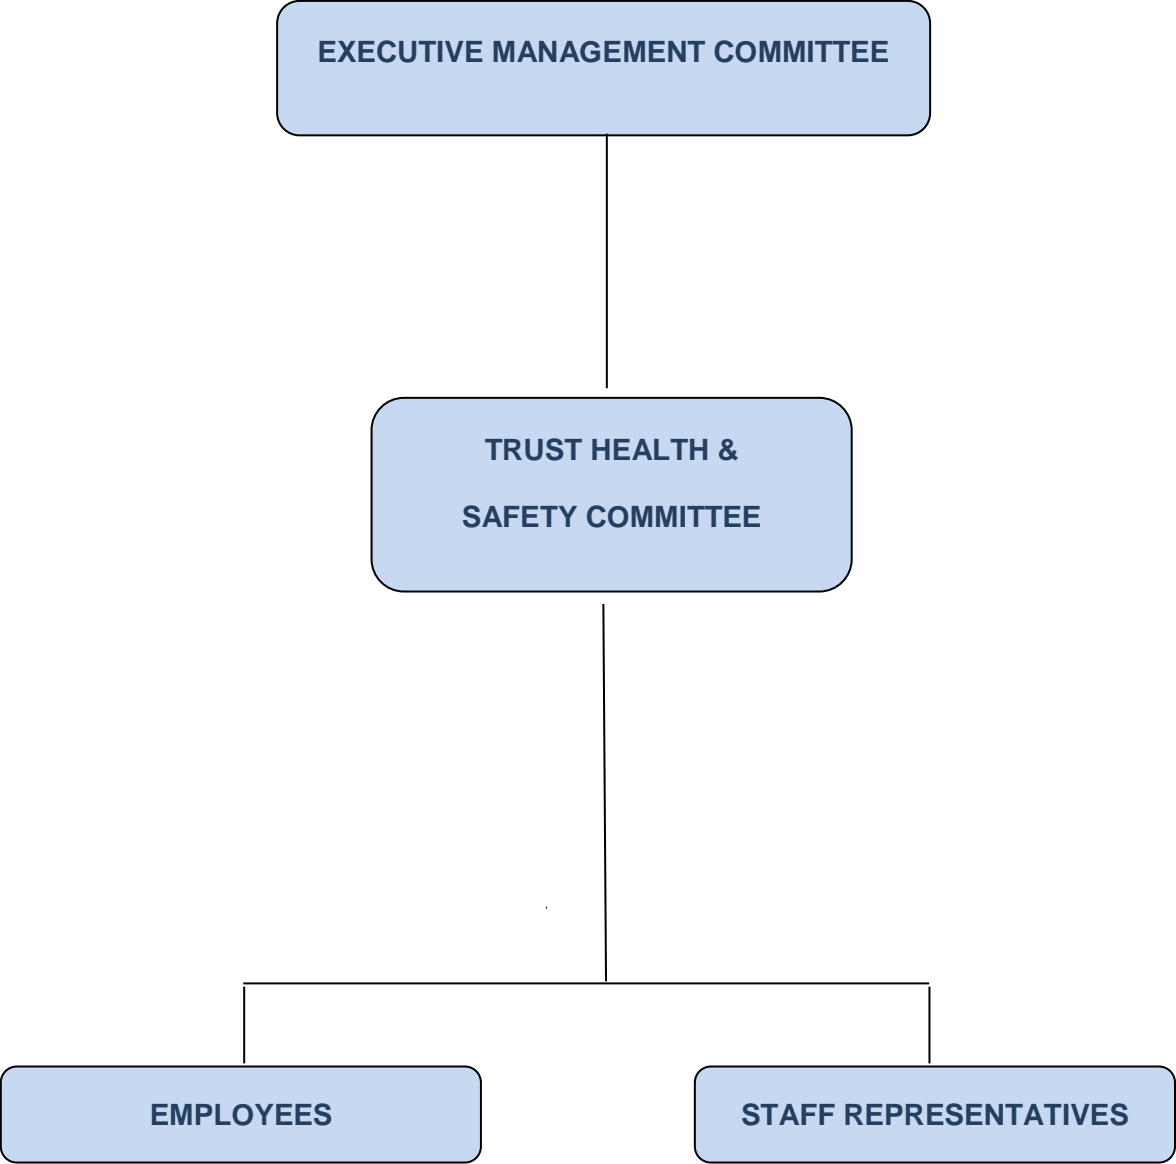 EXECUTIVE MANAGEMENT COMMITTEE
TRUST HEALTH &
SAFETY COMMITTEE
EMPLOYEES
STAFF REPRESENTATIVES